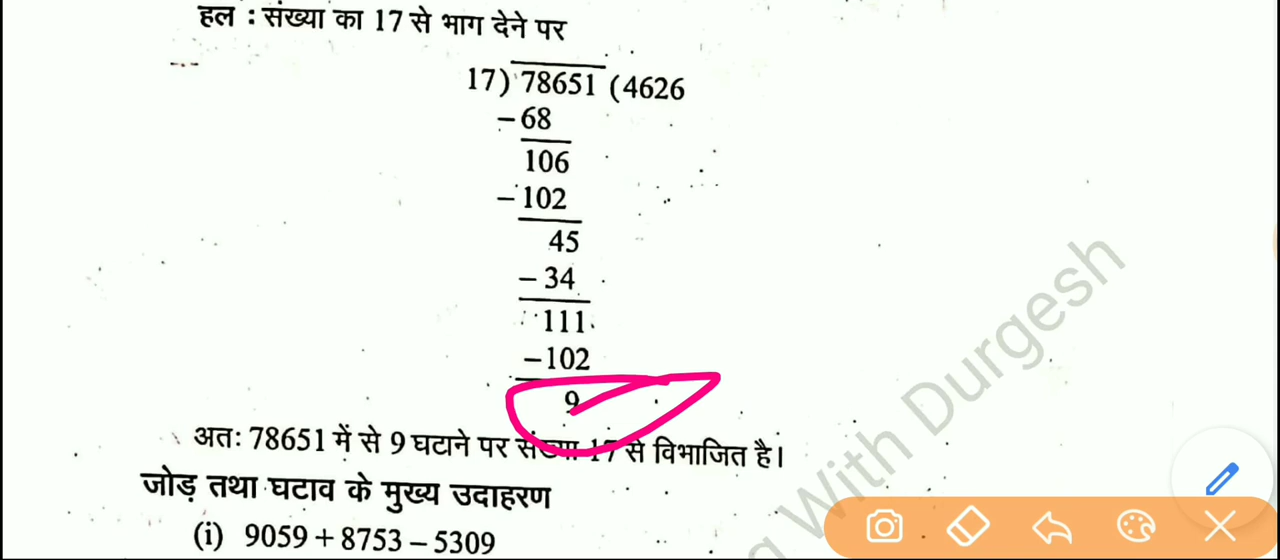 हल : संख्या का 17 से भाग देने पर
17) 78651 (4626
– 68
106
– 102
45
– 34
111
– 102
9
अतः 78651 में से 9 घटाने पर संख्या 17 से विभाजित है।
जोड़ तथा घटाव के मुख्य उदाहरण
(i) 9059 + 8753 – 5309
With Durgesh